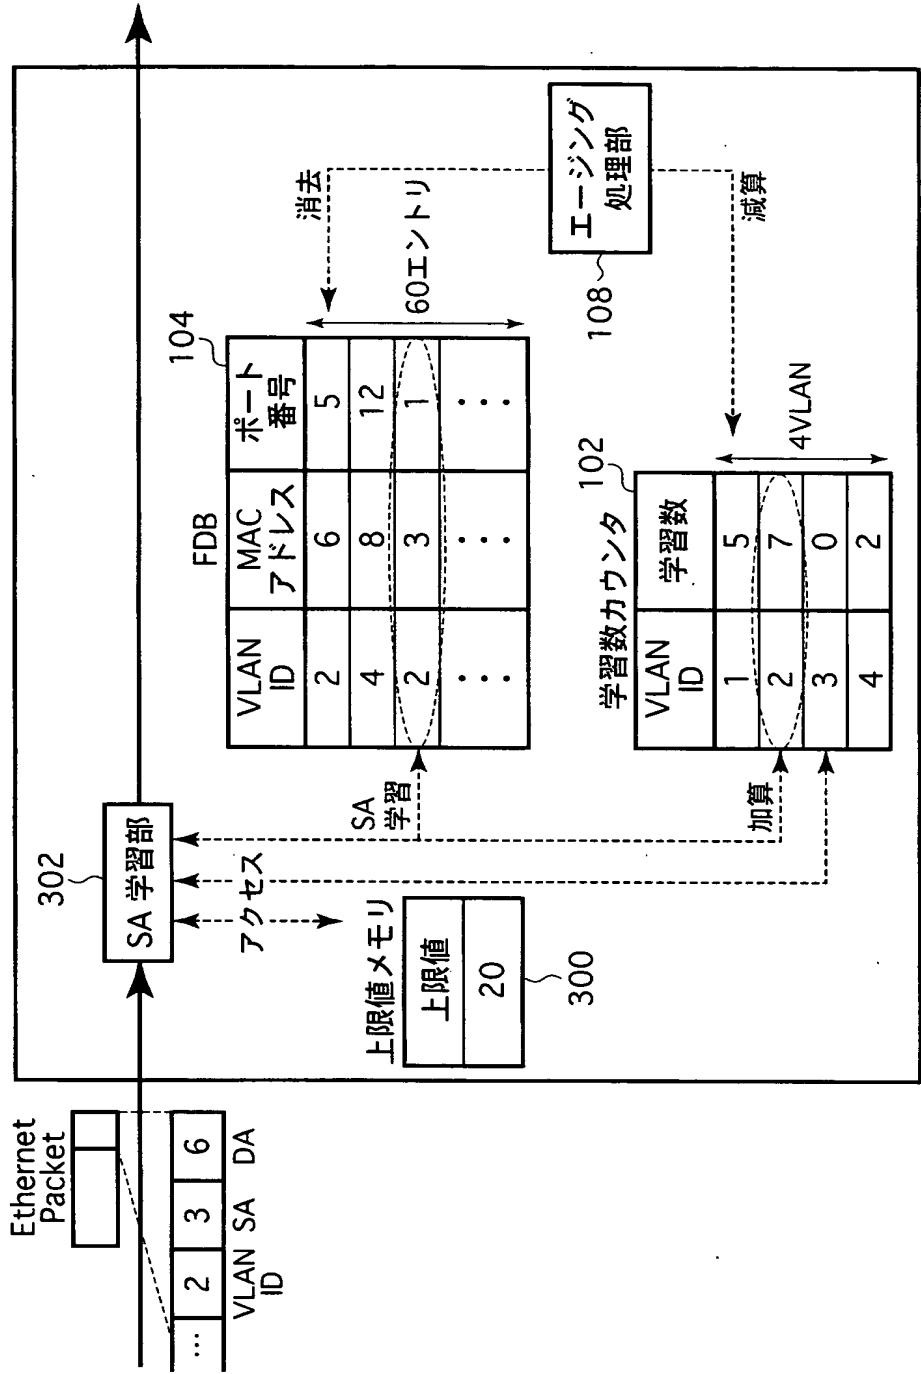 Ethernet
Packet
… 2 3 6
VLAN
ID
SA
DA
302
SA 学習部
アクセス
上限値メモリ
上限値
20
300
SA
学習
加算
FDB
104
VLAN
ID
MAC
アドレス
ポート
番号
2 6 5
4 8 12
2 3 1
… … …
60エントリ
消去
エージング
処理部
108
減算
学習数カウンタ
102
VLAN
ID
学習数
1 5
2 7
3 0
4 2
4VLAN